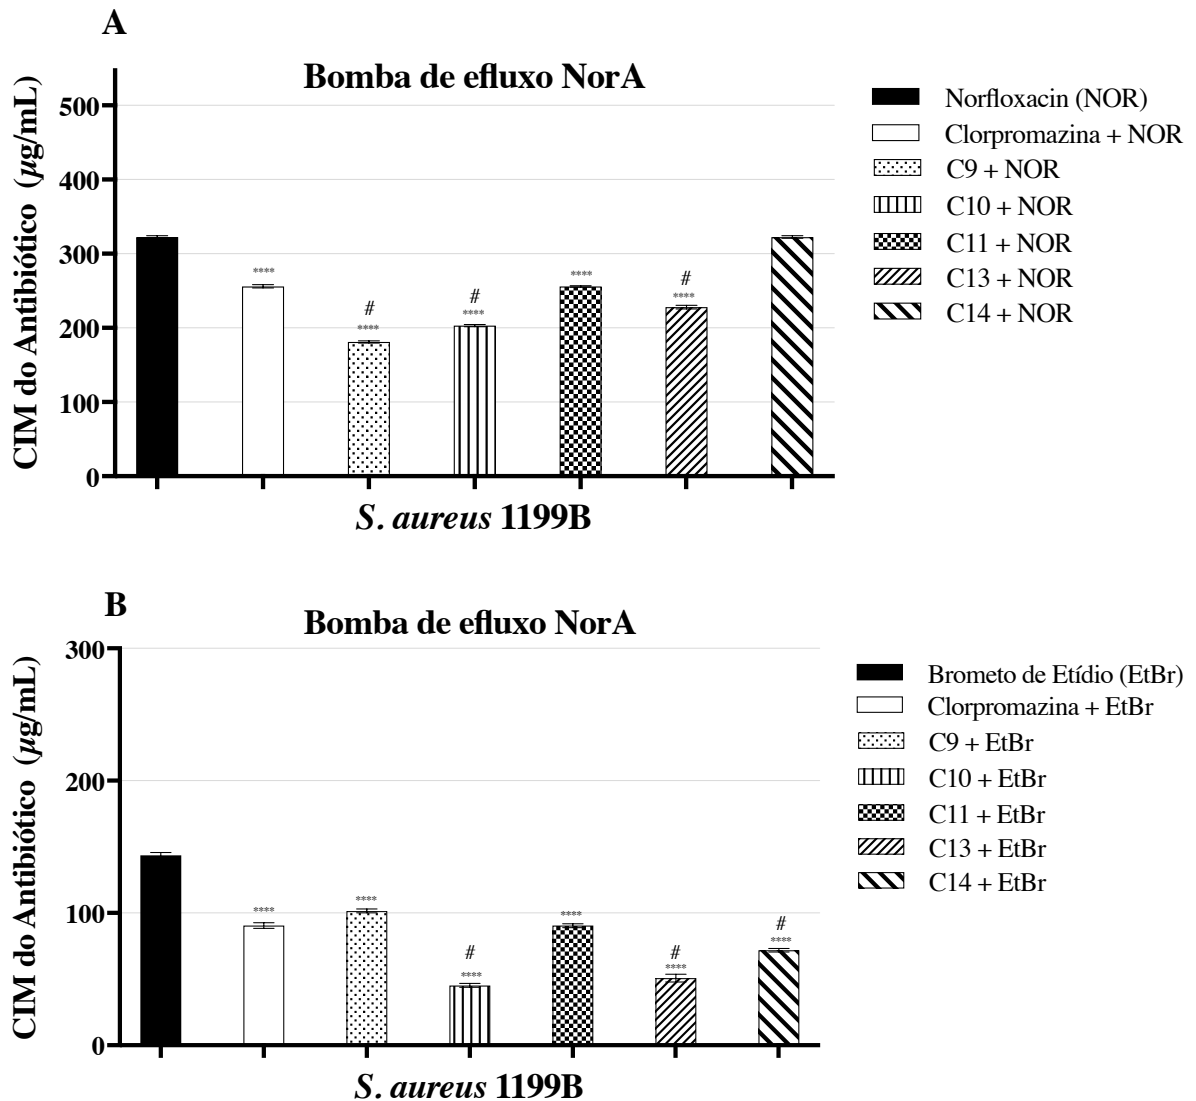 A
Bomba de efluxo NorA
CIM do Antibiótico (µg/mL)
500
400
300
200
100
0
****
#
****
#
****
****
#
****
S. aureus 1199B
Norfloxacin (NOR)
Clorpromazina + NOR
C9 + NOR
C10 + NOR
C11 + NOR
C13 + NOR
C14 + NOR
B
Bomba de efluxo NorA
CIM do Antibiótico (µg/mL)
300
200
100
0
****
****
#
****
****
#
****
#
****
S. aureus 1199B
Brometo de Etídio (EtBr)
Clorpromazina + EtBr
C9 + EtBr
C10 + EtBr
C11 + EtBr
C13 + EtBr
C14 + EtBr